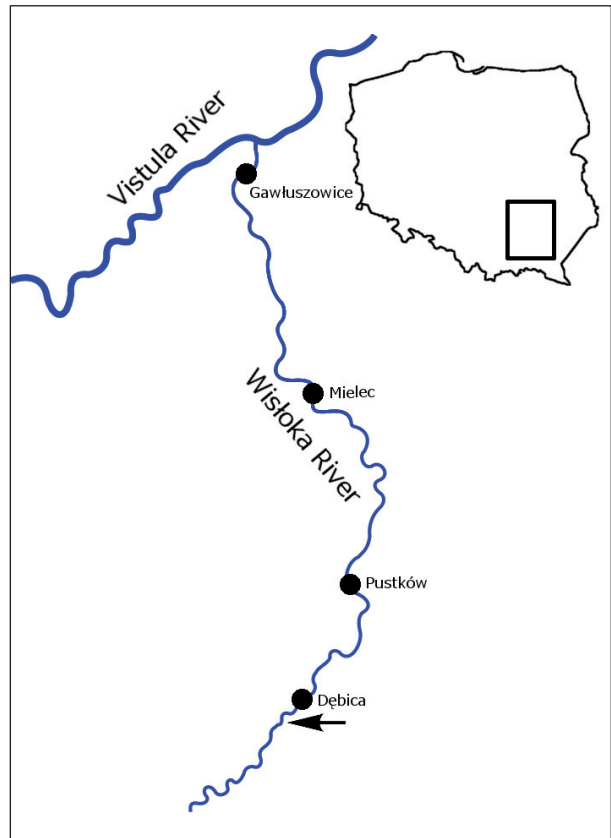 Vistula River
Gawłuszowice
Mielec
Wisłoka River
Pustków
Dębica